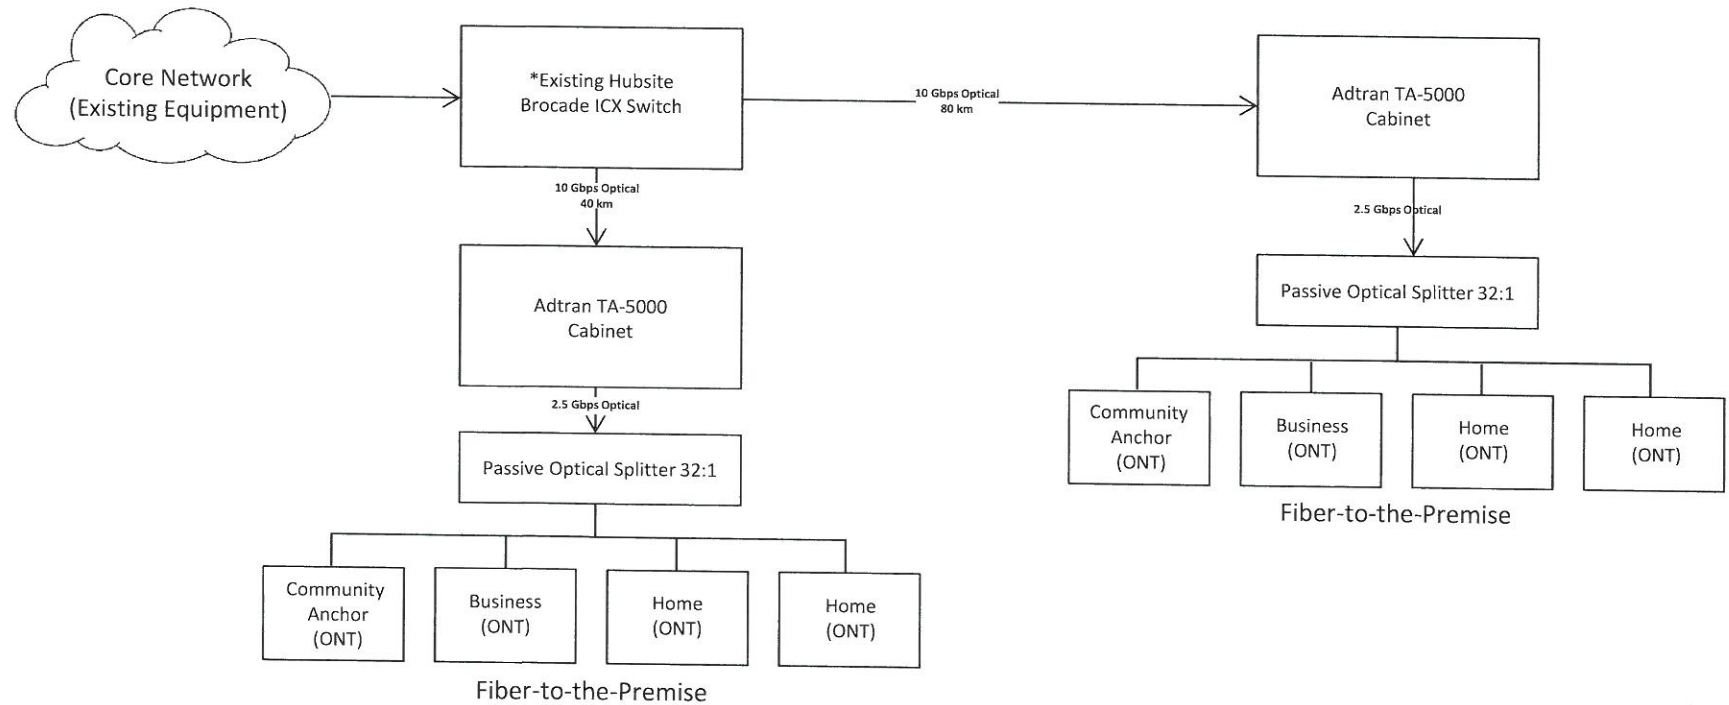 Core Network
(Existing Equipment)
*Existing Hubsite
Brocade ICX Switch
10 Gbps Optical
80 km
Adtran TA-5000
Cabinet
10 Gbps Optical
40 km
2.5 Gbps Optical
Adtran TA-5000
Cabinet
Passive Optical Splitter 32:1
2.5 Gbps Optical
Community
Anchor
(ONT)
Business
(ONT)
Home
(ONT)
Home
(ONT)
Fiber-to-the-Premise
Passive Optical Splitter 32:1
Community
Anchor
(ONT)
Business
(ONT)
Home
(ONT)
Home
(ONT)
Fiber-to-the-Premise